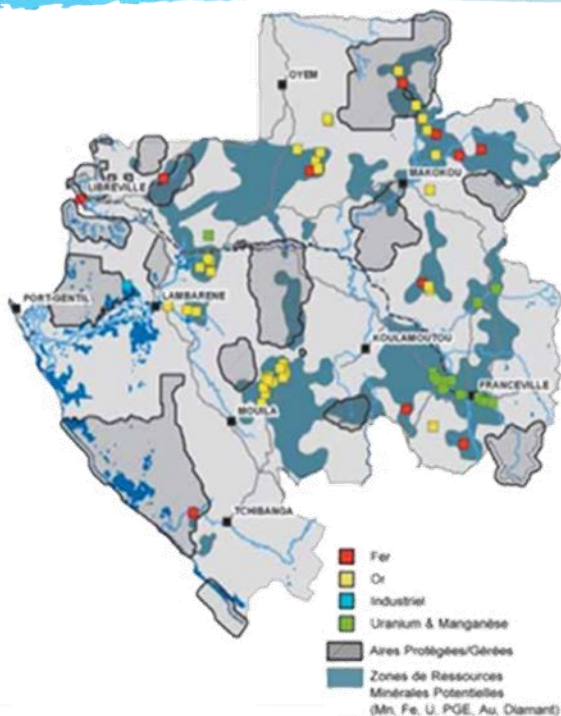 OYEM
MAKOKOU
LIBREVILLE
PORT-GENTIL
LAMBARENE
KOULAMOUTOU
FRANCEVILLE
MOUILA
TCHIBANGA
Fer
Or
Industriel
Uranium & Manganèse
Aires Protégées/Gérées
Zones de Ressources
Minérales Potentielles
(Mn, Fe, U, PGE, Au, Diamant)